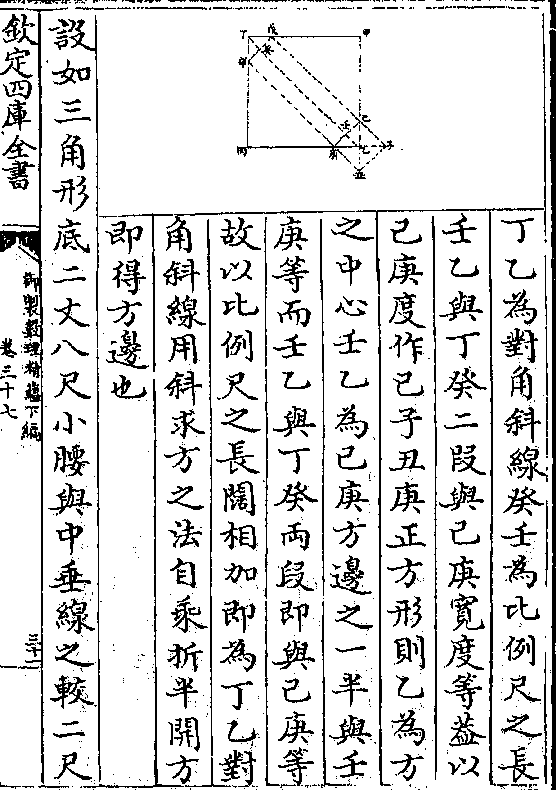 丁乙為對角斜線癸壬為比例尺之長
壬乙與丁癸二段與己庚寛度等葢以
己庚度作己子丑庚正方形則乙為方
之中心壬乙為己庚方邊之一半與壬
庚等而壬乙與丁癸兩段即與己庚等
故以比例尺之長闊相加即為丁乙對
角斜線用斜求方之法自乘折半開方
即得方邊也
設如三角形底二丈八尺小腰與中垂線之較二尺
欽定四庫全書
御製數理精藴下編
卷三十七
丁
戊
甲
癸
己
壬
乙
子
丙
丑